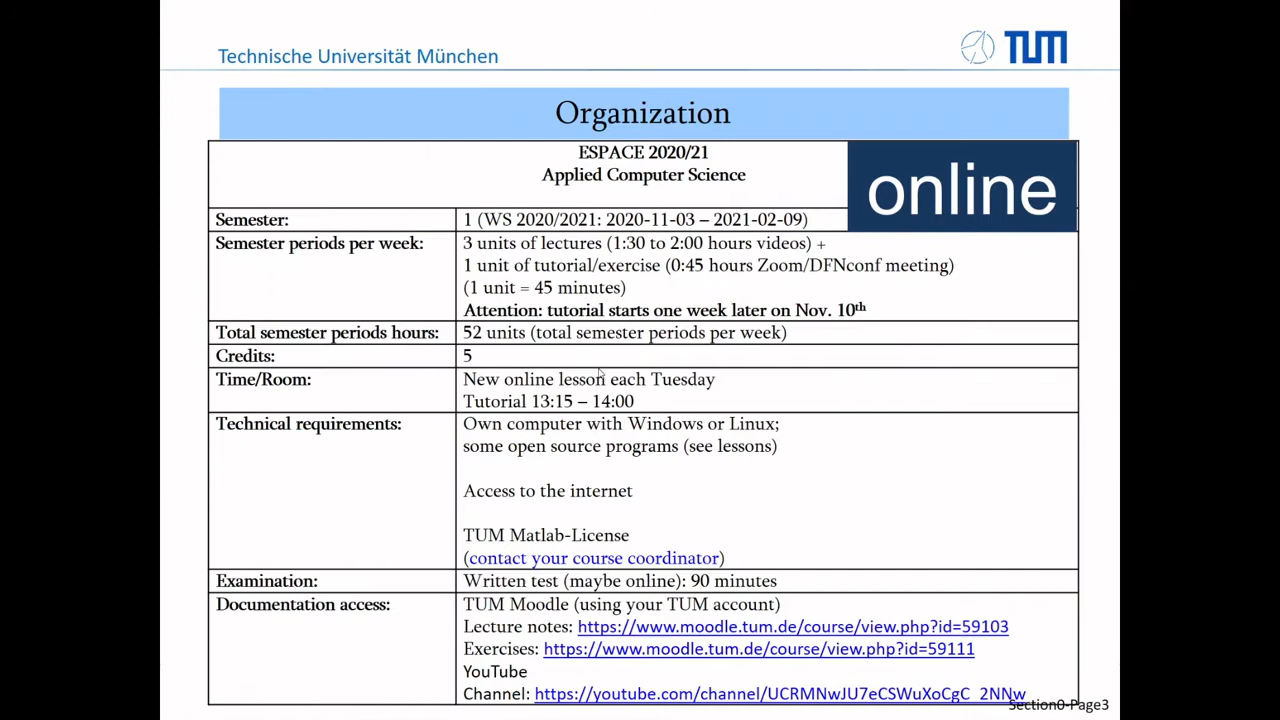 Technische Universität München
TUM
Organization
ESPACE 2020/21
Applied Computer Science
online
Semester: 1 (WS 2020/2021: 2020-11-03 – 2021-02-09)
Semester periods per week: 3 units of lectures (1:30 to 2:00 hours videos) +
1 unit of tutorial/exercise (0:45 hours Zoom/DFNconf meeting)
(1 unit = 45 minutes)
Attention: tutorial starts one week later on Nov. 10th
Total semester periods hours: 52 units (total semester periods per week)
Credits: 5
Time/Room: New online lesson each Tuesday
Tutorial 13:15 – 14:00
Technical requirements: Own computer with Windows or Linux;
some open source programs (see lessons)
Access to the internet
TUM Matlab-License
(contact your course coordinator)
Examination: Written test (maybe online): 90 minutes
Documentation access: TUM Moodle (using your TUM account)
Lecture notes: https://www.moodle.tum.de/course/view.php?id=59103
Exercises: https://www.moodle.tum.de/course/view.php?id=59111
YouTube
Channel: https://youtube.com/channel/UCRMNwJU7eCSWuXoCgC_2NNw
Section0-Page3